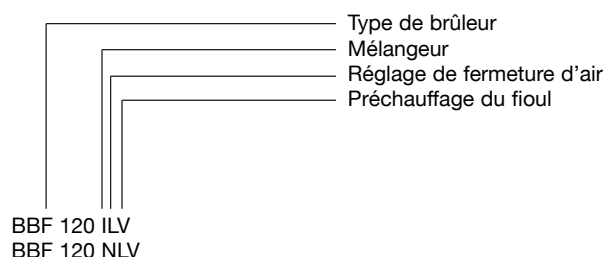 Type de brûleur
Mélangeur
Réglage de fermeture d’air
Préchauffage du fioul
BBF 120 ILV
BBF 120 NLV